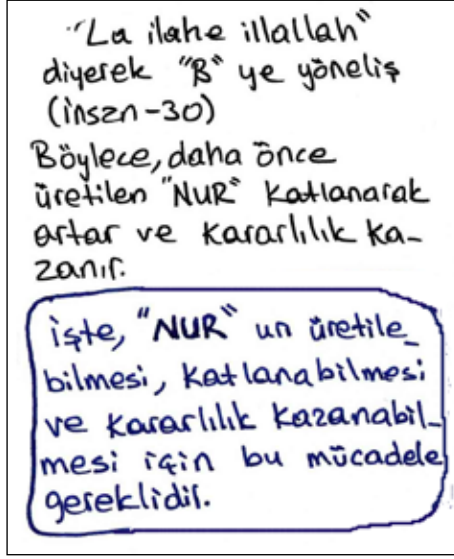 "La ilahe illallah"
diyerek "B" ye yöneliş
(insan-30)
Böylece, daha önce
üretilen "NUR" katlanarak
artar ve kararlılık ka-
zanır.
işte, "NUR" un üretile_
bilmesi, katlanabilmesi
ve kararlılık kazanabil_
mesi için bu mücadele
gereklidir.